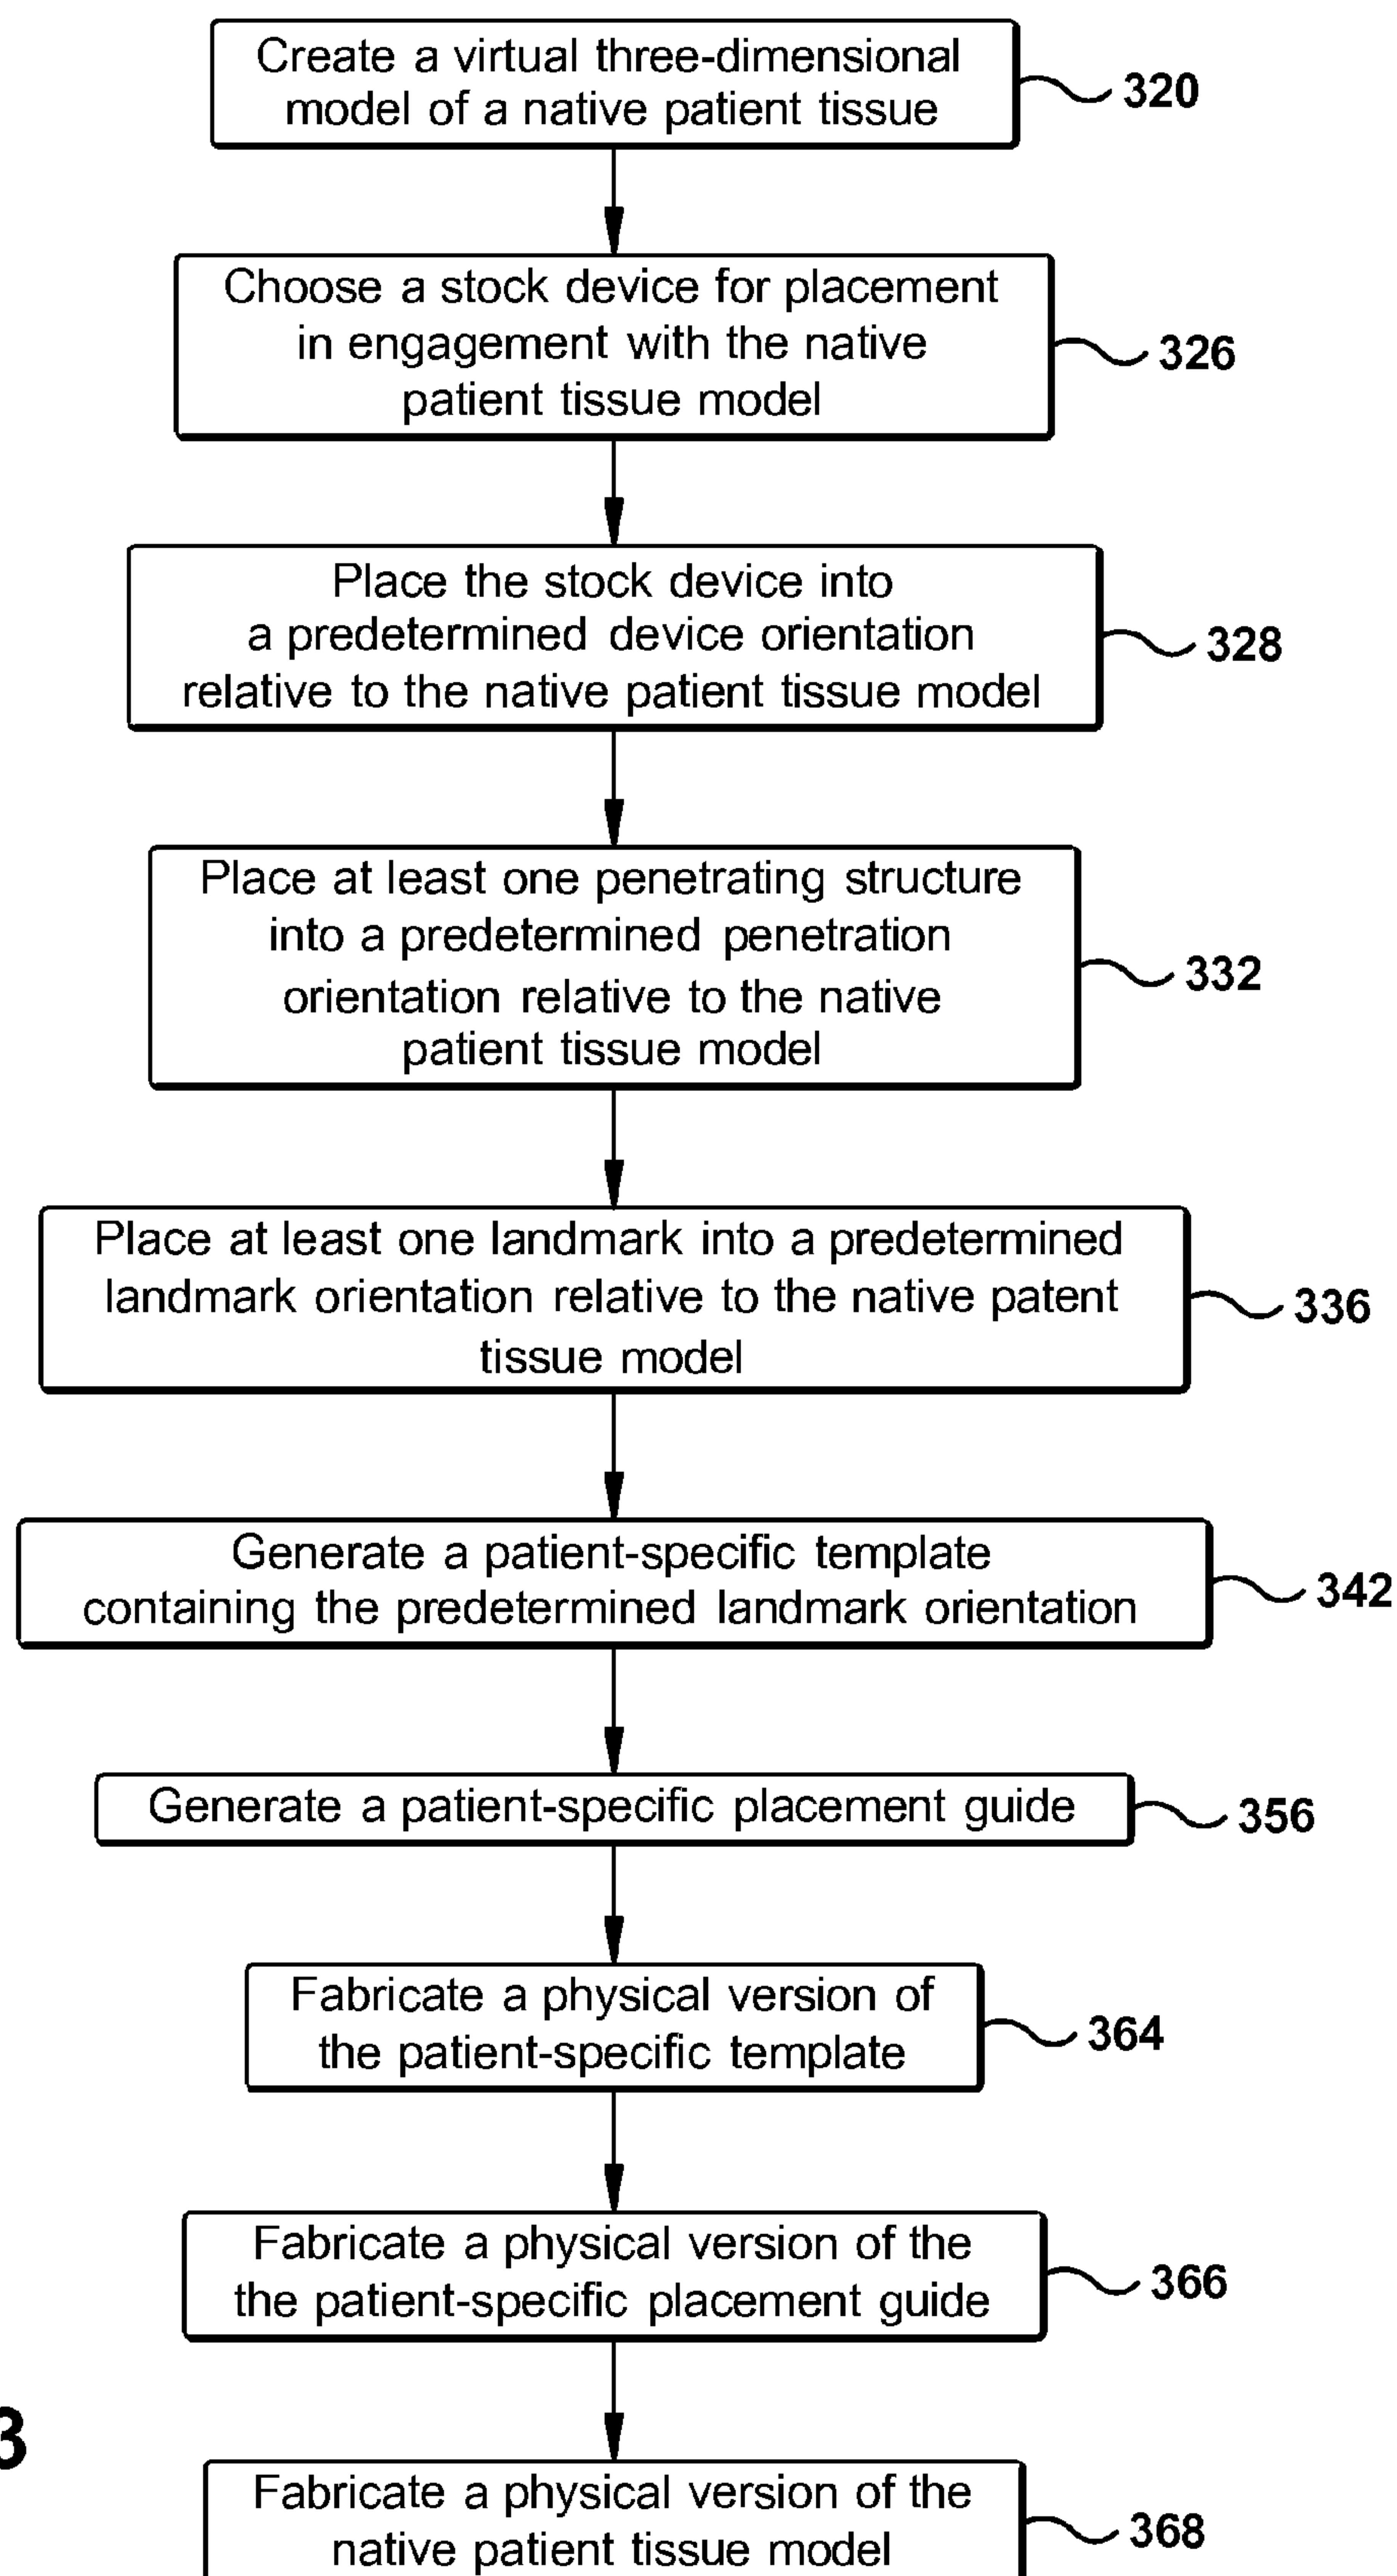 Create a virtual three-dimensional
model of a native patient tissue
320
Choose a stock device for placement
in engagement with the native
patient tissue model
326
Place the stock device into
a predetermined device orientation
relative to the native patient tissue model
328
Place at least one penetrating structure
into a predetermined penetration
orientation relative to the native
patient tissue model
332
Place at least one landmark into a predetermined
landmark orientation relative to the native patent
tissue model
336
Generate a patient-specific template
containing the predetermined landmark orientation
342
Generate a patient-specific placement guide
356
Fabricate a physical version of
the patient-specific template
364
Fabricate a physical version of the
the patient-specific placement guide
366
3
Fabricate a physical version of the
native patient tissue model
368